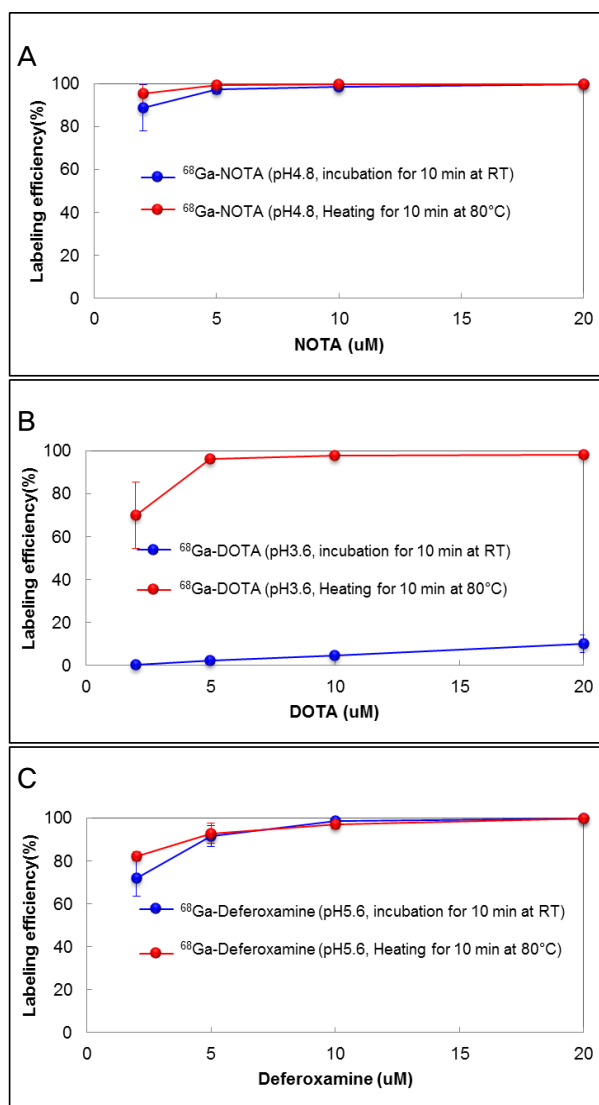 A
100
80
60
40
20
0
Labeling efficiency(%)
⁶⁸Ga-NOTA (pH4.8, incubation for 10 min at RT)
⁶⁸Ga-NOTA (pH4.8, Heating for 10 min at 80°C)
0 5 10 15 20
NOTA (uM)
B
100
80
60
40
20
0
Labeling efficiency(%)
⁶⁸Ga-DOTA (pH3.6, incubation for 10 min at RT)
⁶⁸Ga-DOTA (pH3.6, Heating for 10 min at 80°C)
0 5 10 15 20
DOTA (uM)
C
100
80
60
40
20
0
Labeling efficiency(%)
⁶⁸Ga-Deferoxamine (pH5.6, incubation for 10 min at RT)
⁶⁸Ga-Deferoxamine (pH5.6, Heating for 10 min at 80°C)
0 5 10 15 20
Deferoxamine (uM)